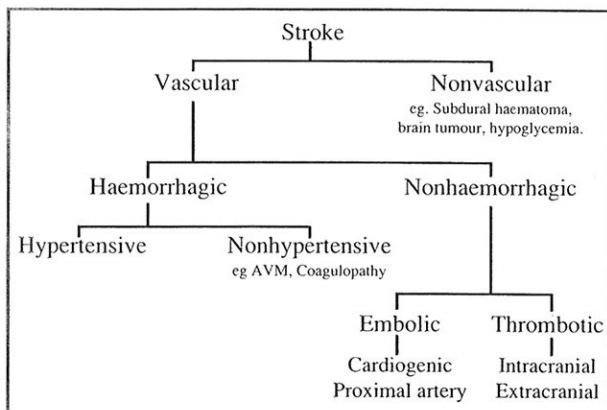 Stroke
Vascular
Nonvascular
eg. Subdural haematoma,
brain tumour, hypoglycemia.
Haemorrhagic
Nonhaemorrhagic
Hypertensive
Nonhypertensive
eg AVM, Coagulopathy
Embolic
Thrombotic
Cardiogenic
Proximal artery
Intracranial
Extracranial